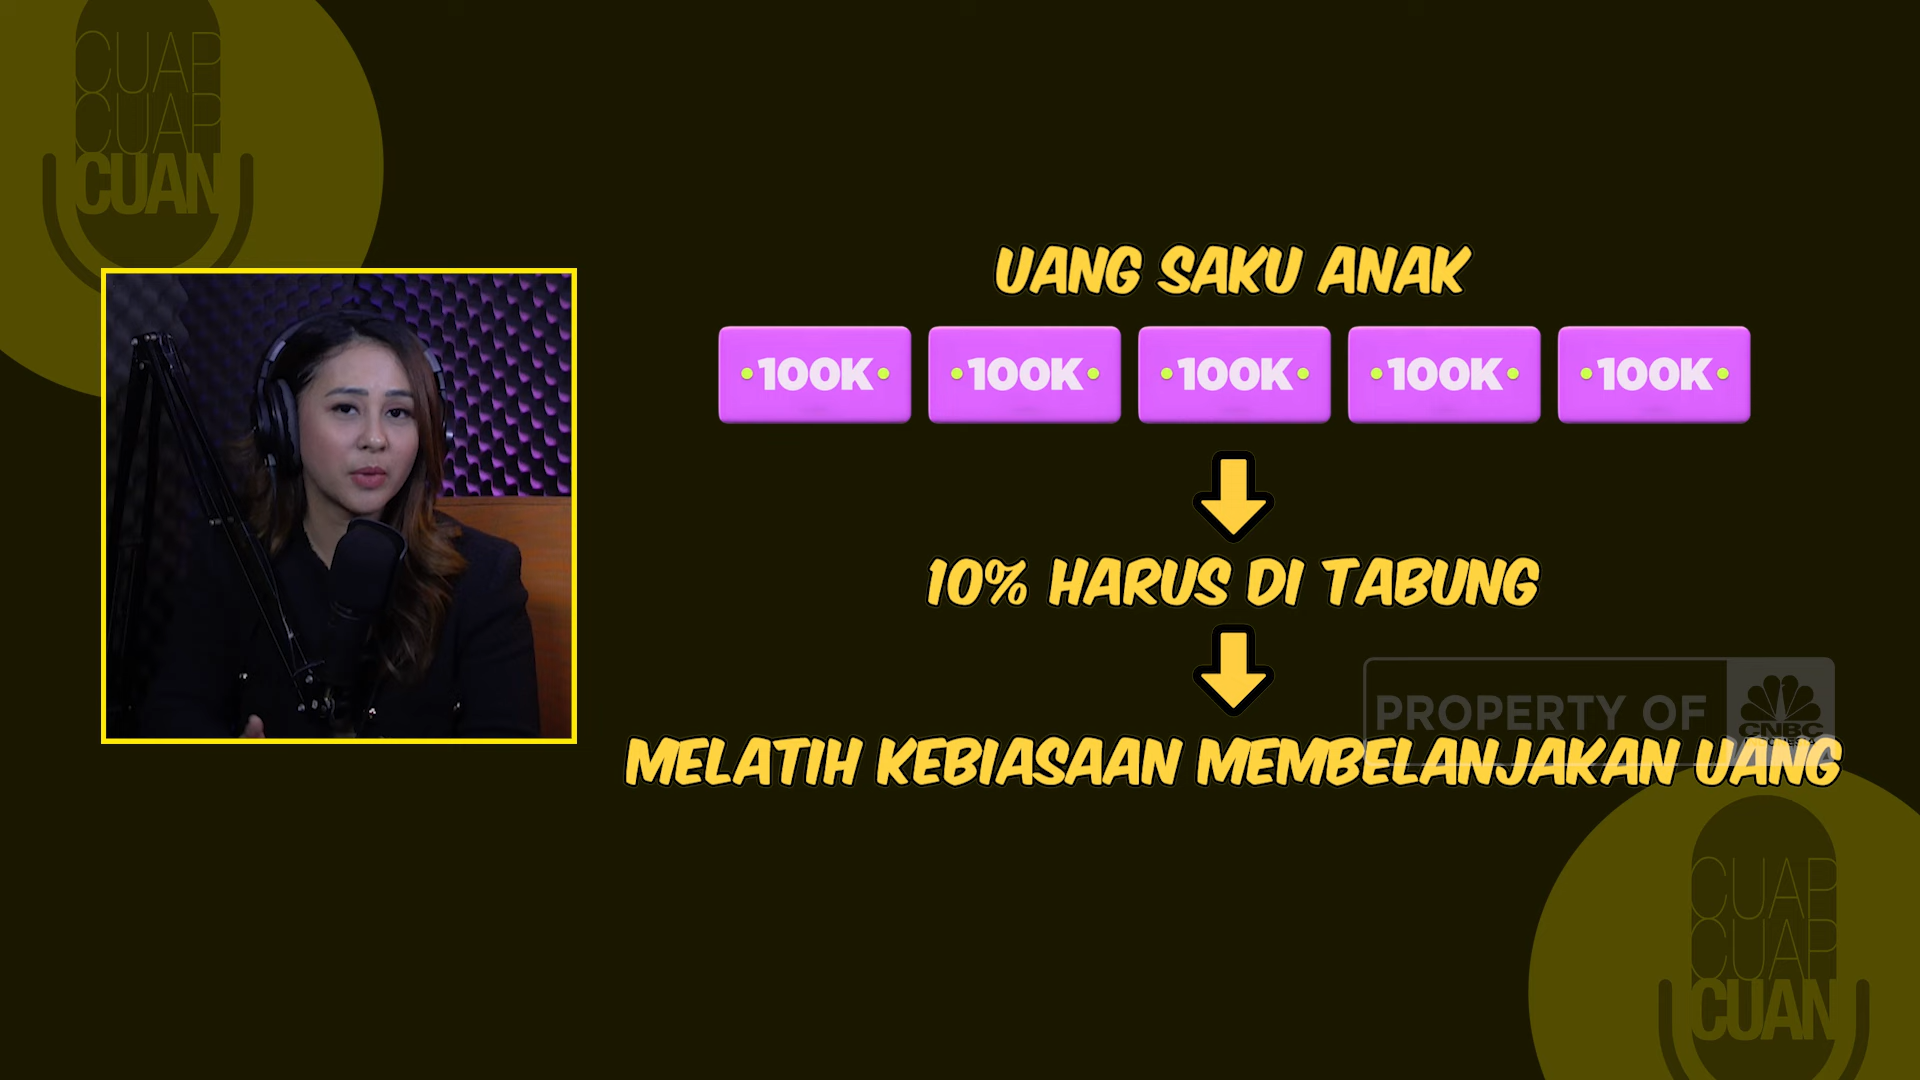 CUAP
CUAP
CUAN
UANG SAKU ANAK
100K 100K 100K 100K 100K
10% HARUS DI TABUNG
PROPERTY OF
CNBC
MELATIH KEBIASAAN MEMBELANJAKAN UANG
CUAP
CUAP
CUAN